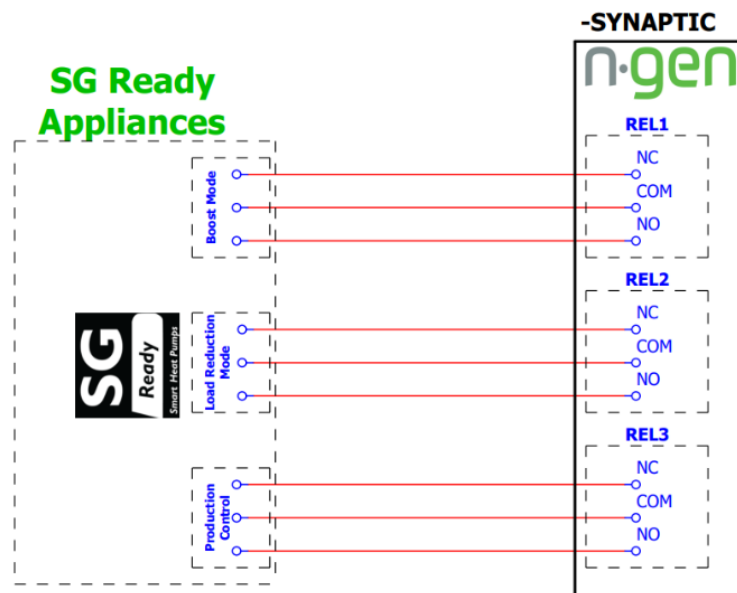 -SYNAPTIC
n·gen
SG Ready
Appliances
REL1
NC
COM
NO
Boost Mode
REL2
NC
COM
NO
Load Reduction
Mode
SG
Ready
Smart Heat Pumps
REL3
NC
COM
NO
Production
Control